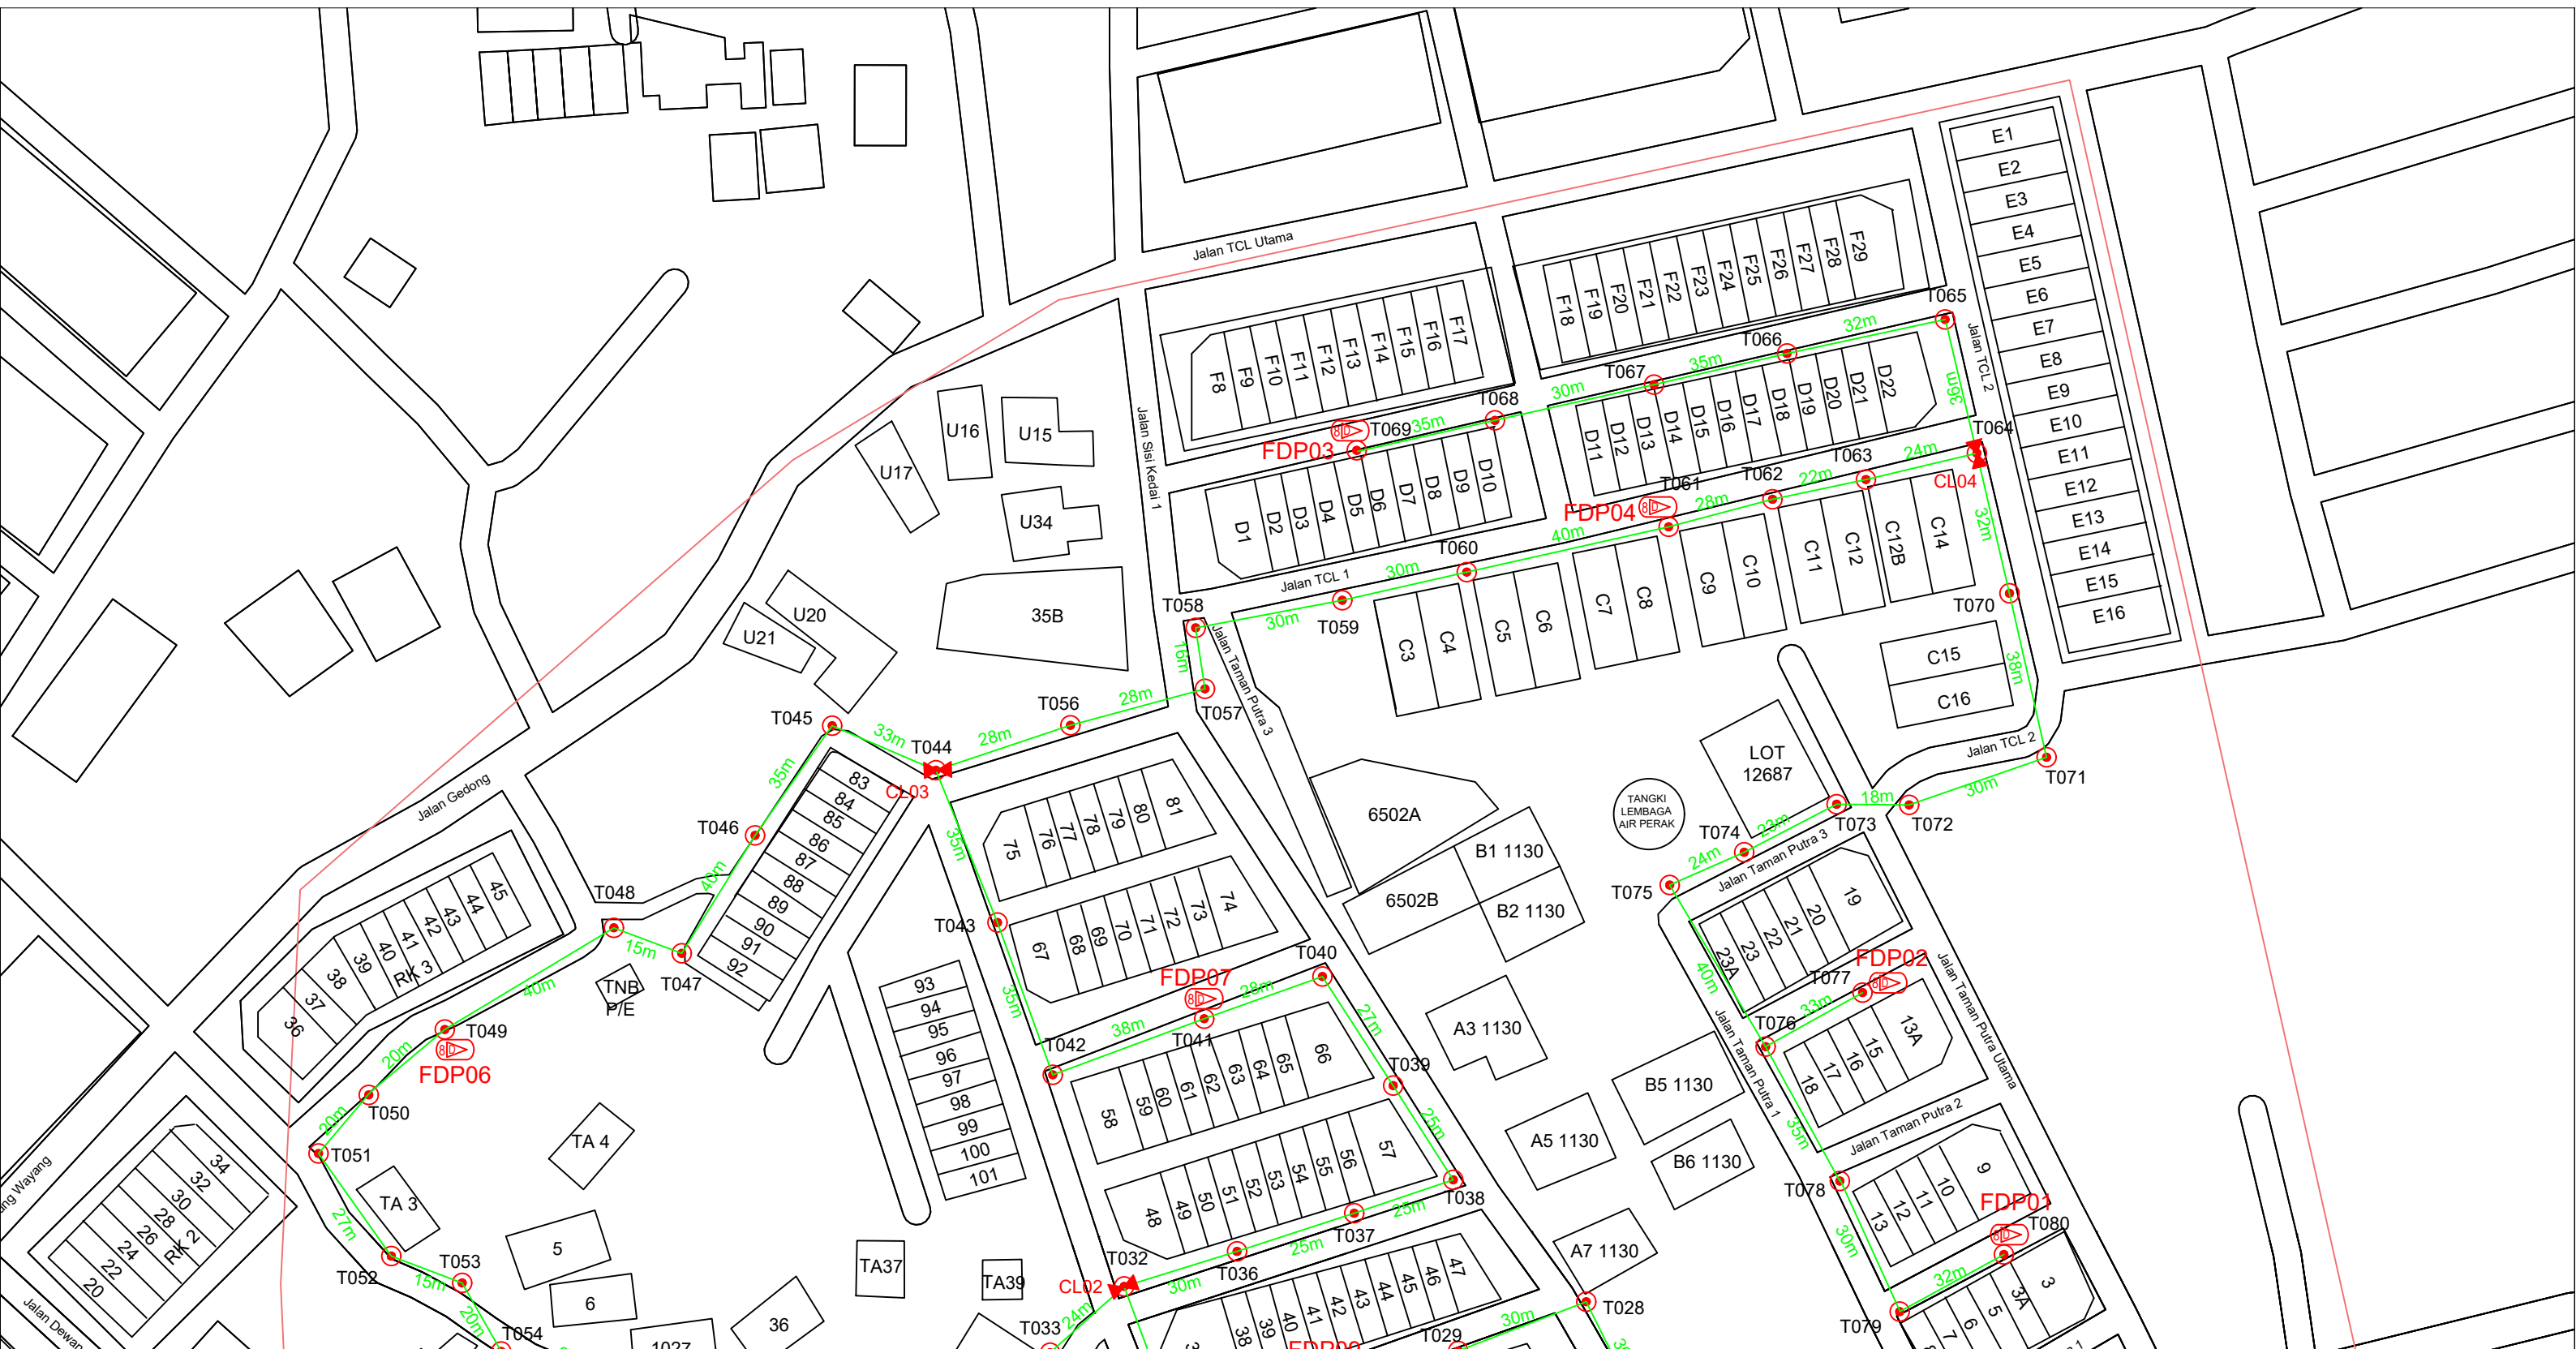 Jalan TCL Utama
E1
E2
E3
E4
E5
E6
E7
E8
E9
E10
E11
E12
E13
E14
E15
E16
F18
F19
F20
F21
F22
F23
F24
F25
F26
F27
F28
F29
T065
Jalan TCL 2
32m
T066
35m
T067
30m
T068
35m
T069
FDP03
8D
36m
F8
F9
F10
F11
F12
F13
F14
F15
F16
F17
D11
D12
D13
D14
D15
D16
D17
D18
D19
D20
D21
D22
D1
D2
D3
D4
D5
D6
D7
D8
D9
D10
Jalan Sisi Kedai 1
U16
U15
U17
U34
35B
U20
U21
T064
CL04
24m
T063
22m
T062
28m
T061
FDP04
8D
40m
T060
30m
Jalan TCL 1
T059
30m
T058
16m
T057
Jalan Taman Putra 3
28m
T056
28m
T044
CL03
33m
T045
35m
T046
40m
T047
15m
T048
40m
T049
8D
FDP06
20m
T050
20m
T051
27m
T052
15m
T053
20m
T054
C3
C4
C5
C6
C7
C8
C9
C10
C11
C12
C12B
C14
32m
T070
C15
C16
38m
Jalan TCL 2
T071
30m
T072
18m
T073
23m
T074
24m
T075
LOT
12687
TANGKI
LEMBAGA
AIR PERAK
Jalan Taman Putra 3
6502A
6502B
B1 1130
B2 1130
A3 1130
A5 1130
A7 1130
B5 1130
B6 1130
19
20
21
22
23
23A
40m
T076
33m
T077
FDP02
8D
13A
15
16
17
18
Jalan Taman Putra 1
Jalan Taman Putra Utama
35m
Jalan Taman Putra 2
T078
9
10
11
12
13
30m
FDP01
8D
T080
32m
T079
3
3A
5
6
7
Jalan Gedong
36
37
38
39
40
41
42
43
44
45
RK 3
TNB
P/E
83
84
85
86
87
88
89
90
91
92
93
94
95
96
97
98
99
100
101
35m
T043
35m
T042
38m
T041
FDP07
8D
28m
T040
27m
T039
25m
T038
25m
T037
25m
T036
30m
T032
CL02
24m
T033
75
76
77
78
79
80
81
67
68
69
70
71
72
73
74
58
59
60
61
62
63
64
65
66
48
49
50
51
52
53
54
55
56
57
38
39
40
41
42
43
44
45
46
47
T029
30m
T028
TA 4
TA 3
5
6
36
1027
TA37
TA39
34
32
30
28
26
24
22
20
RK 2
Jalan Dewan